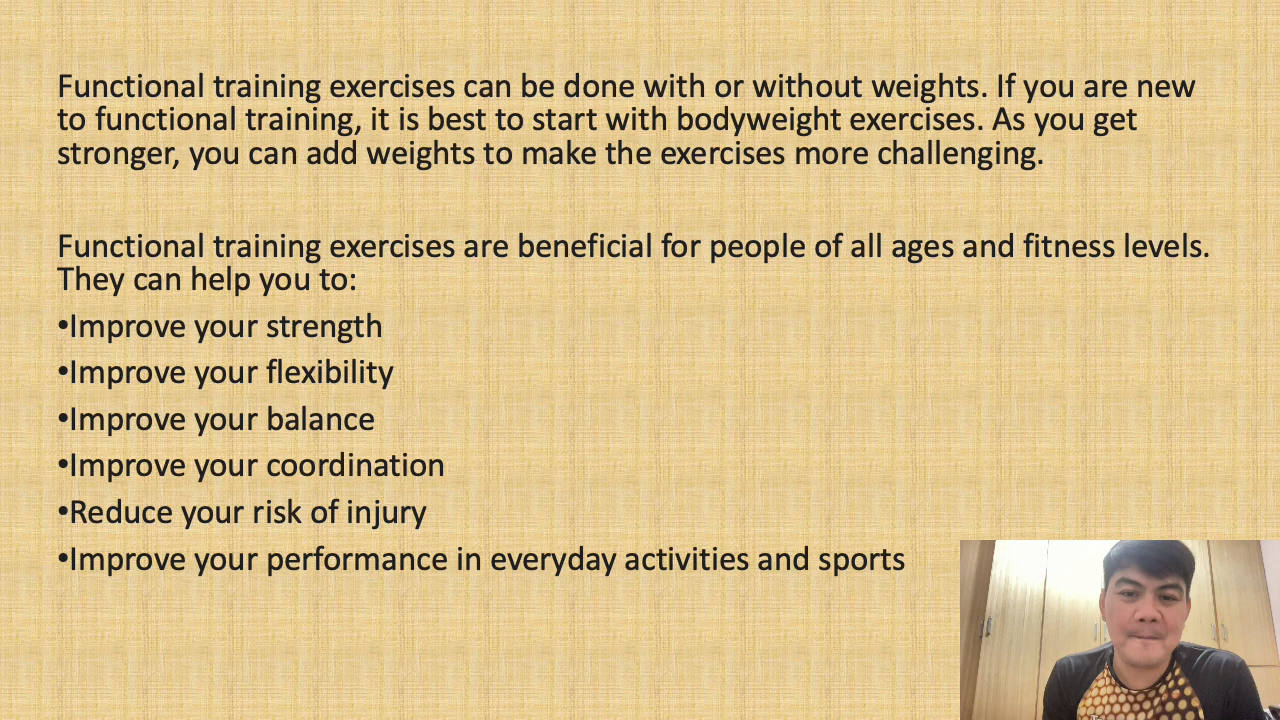 Functional training exercises can be done with or without weights. If you are new
to functional training, it is best to start with bodyweight exercises. As you get
stronger, you can add weights to make the exercises more challenging.
Functional training exercises are beneficial for people of all ages and fitness levels.
They can help you to:
•Improve your strength
•Improve your flexibility
•Improve your balance
•Improve your coordination
•Reduce your risk of injury
•Improve your performance in everyday activities and sports